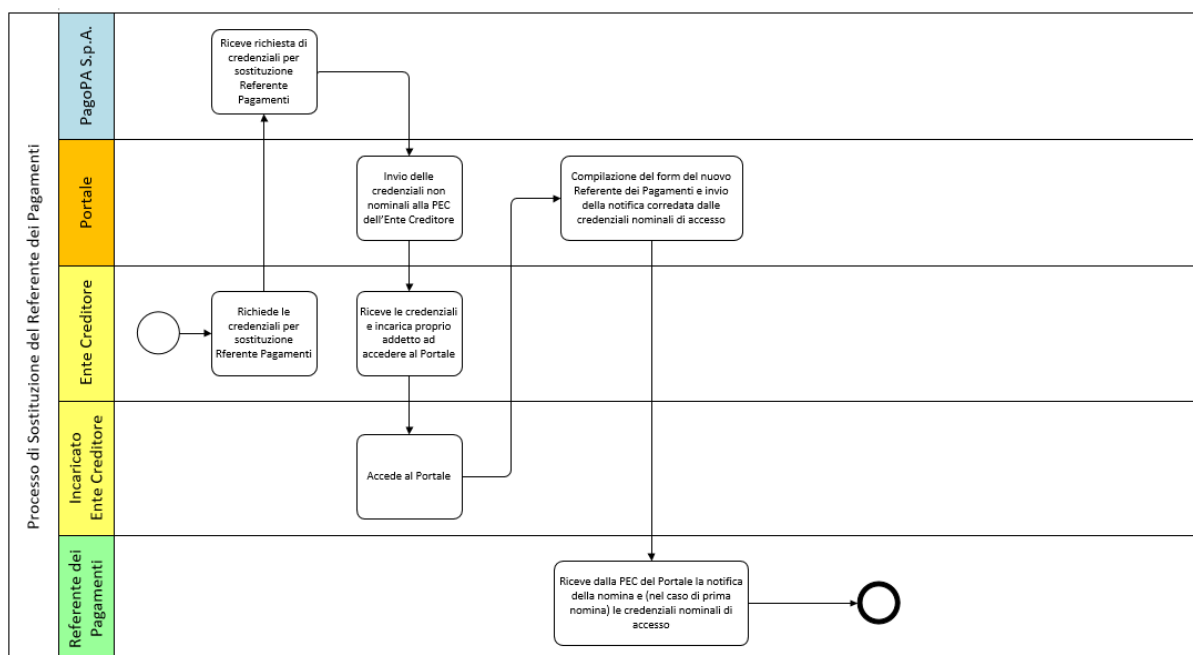 Processo di Sostituzione del Referente dei Pagamenti
PagoPA S.p.A.
Riceve richiesta di
credenziali per
sostituzione
Referente
Pagamenti
Portale
Invio delle
credenziali non
nominali alla PEC
dell'Ente Creditore
Compilazione del form del nuovo
Referente dei Pagamenti e invio
della notifica corredata dalle
credenziali nominali di accesso
Ente Creditore
Richiede le
credenziali per
sostituzione
Rferente Pagamenti
Riceve le credenziali
e incarica proprio
addetto ad
accedere al Portale
Incaricato
Ente Creditore
Accede al Portale
Referente dei
Pagamenti
Riceve dalla PEC del Portale la notifica
della nomina e (nel caso di prima
nomina) le credenziali nominali di
accesso